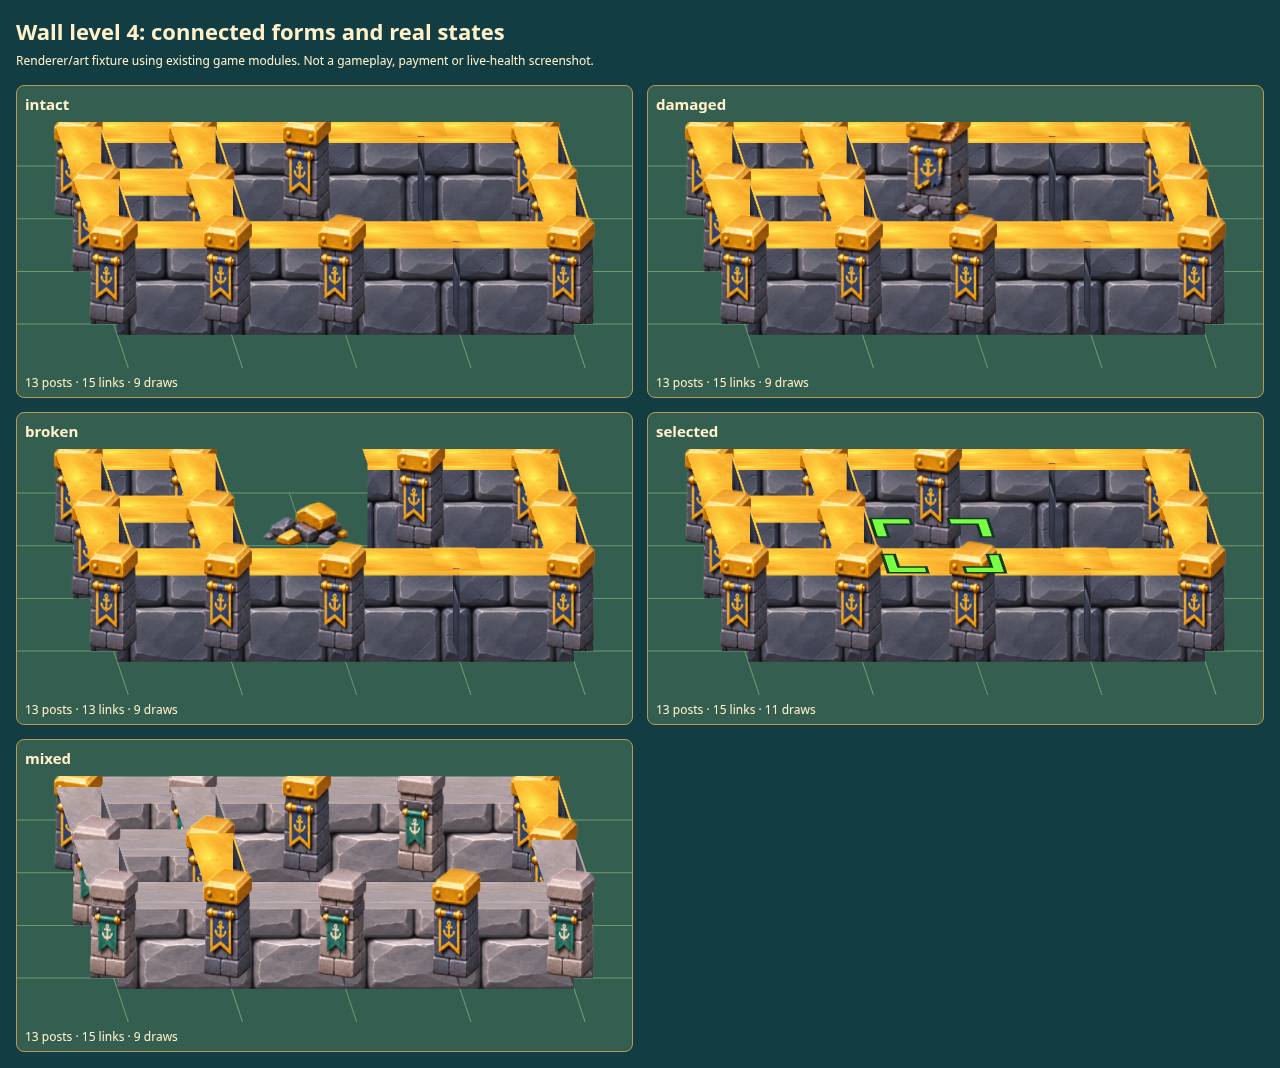 Wall level 4: connected forms and real states
Renderer/art fixture using existing game modules. Not a gameplay, payment or live-health screenshot.
intact
13 posts · 15 links · 9 draws
damaged
13 posts · 15 links · 9 draws
broken
13 posts · 13 links · 9 draws
selected
13 posts · 15 links · 11 draws
mixed
13 posts · 15 links · 9 draws